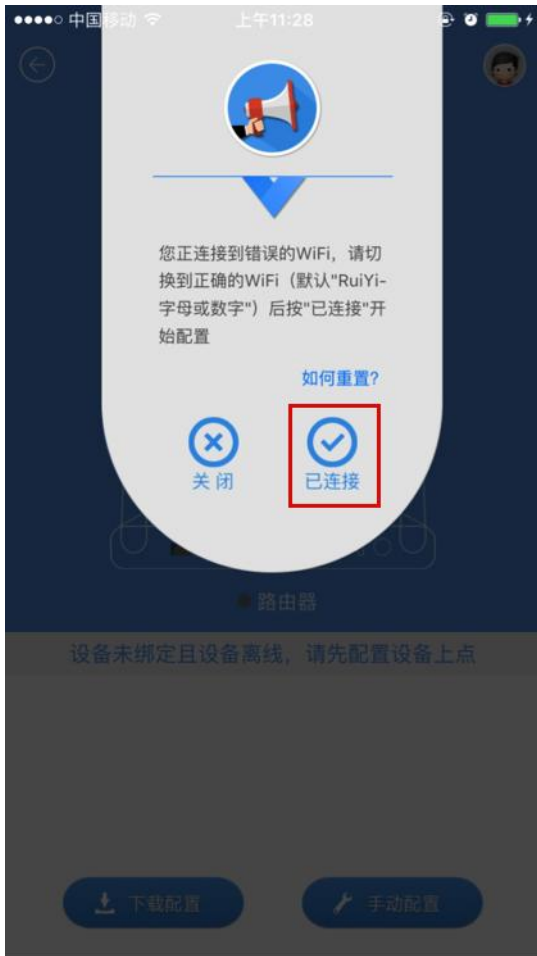 中国移动 上午11:28
您正连接到错误的WiFi，请切
换到正确的WiFi（默认"RuiYi-
字母或数字"）后按"已连接"开
始配置
如何重置?
关 闭 已连接
路由器
设备未绑定且设备离线，请先配置设备上点
下载配置 手动配置